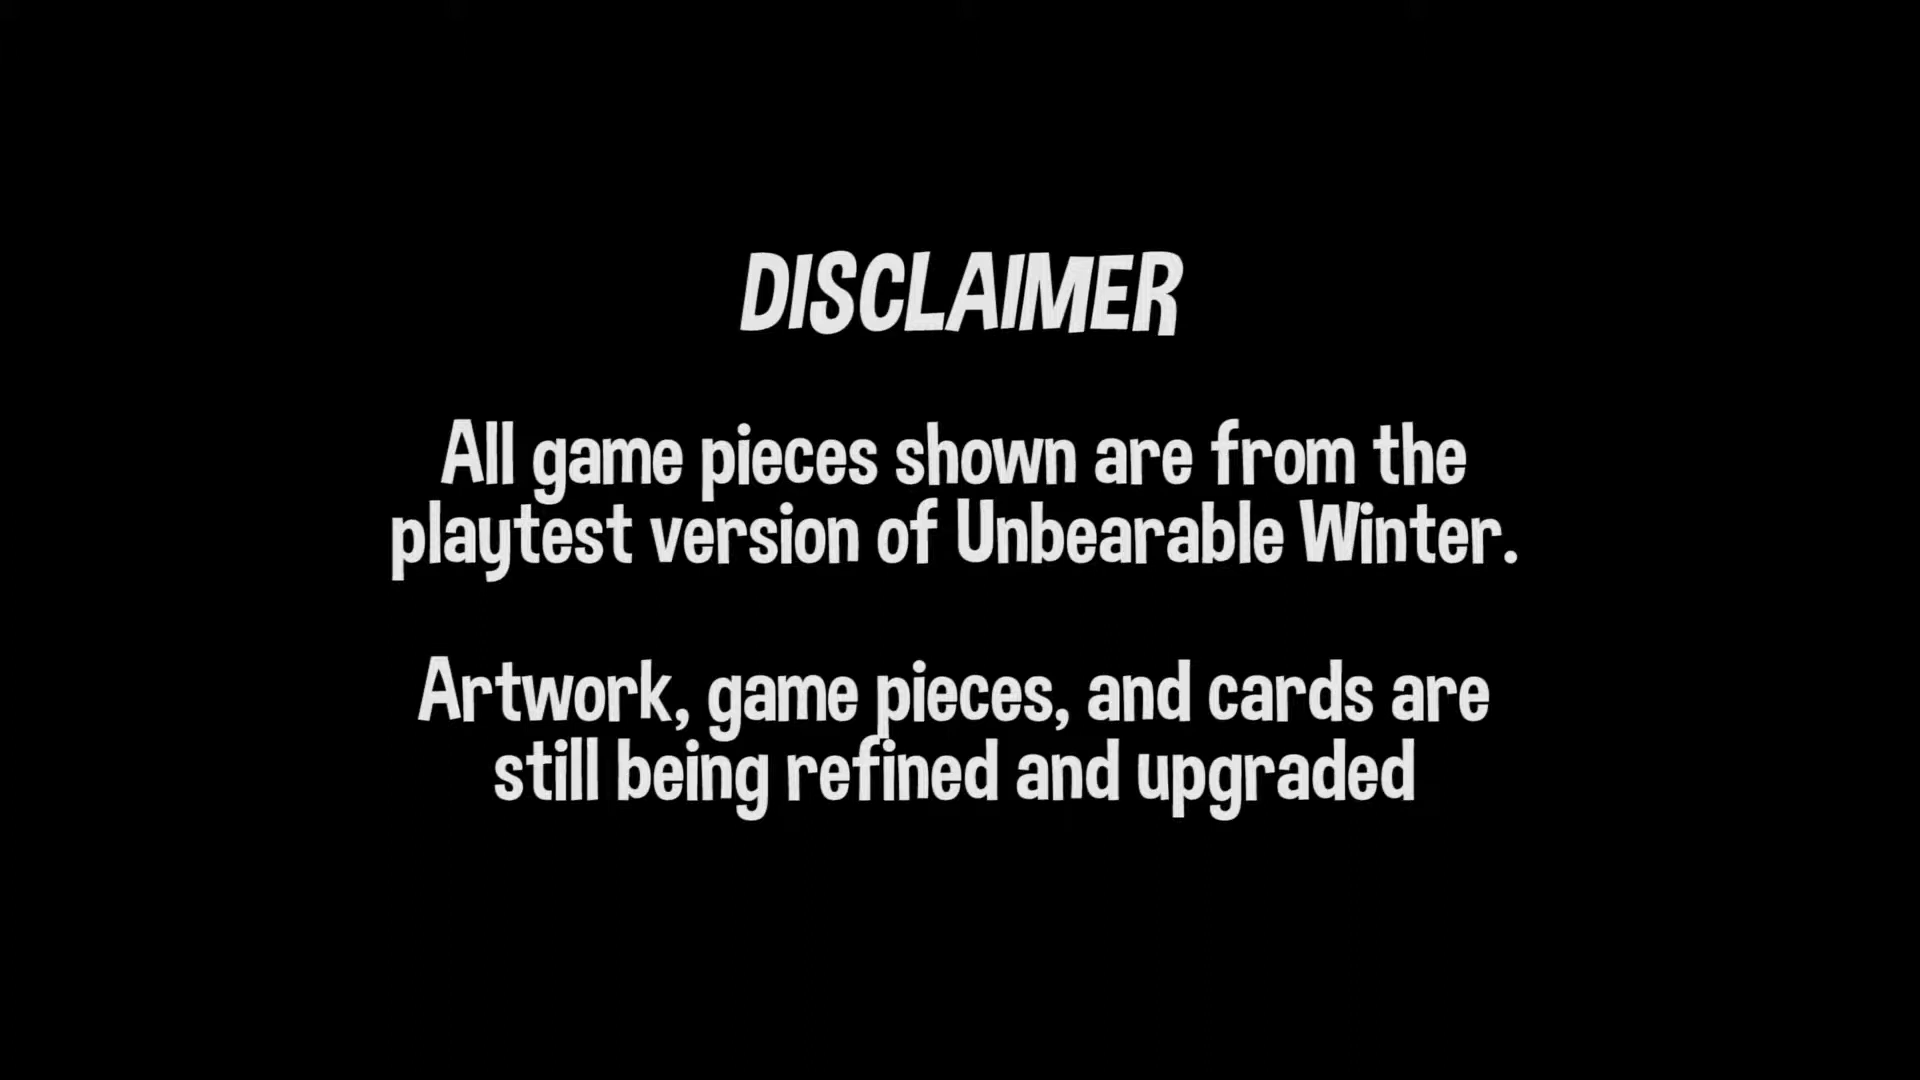 DISCLAIMER
All game pieces shown are from the
playtest version of Unbearable Winter.
Artwork, game pieces, and cards are
still being refined and upgraded